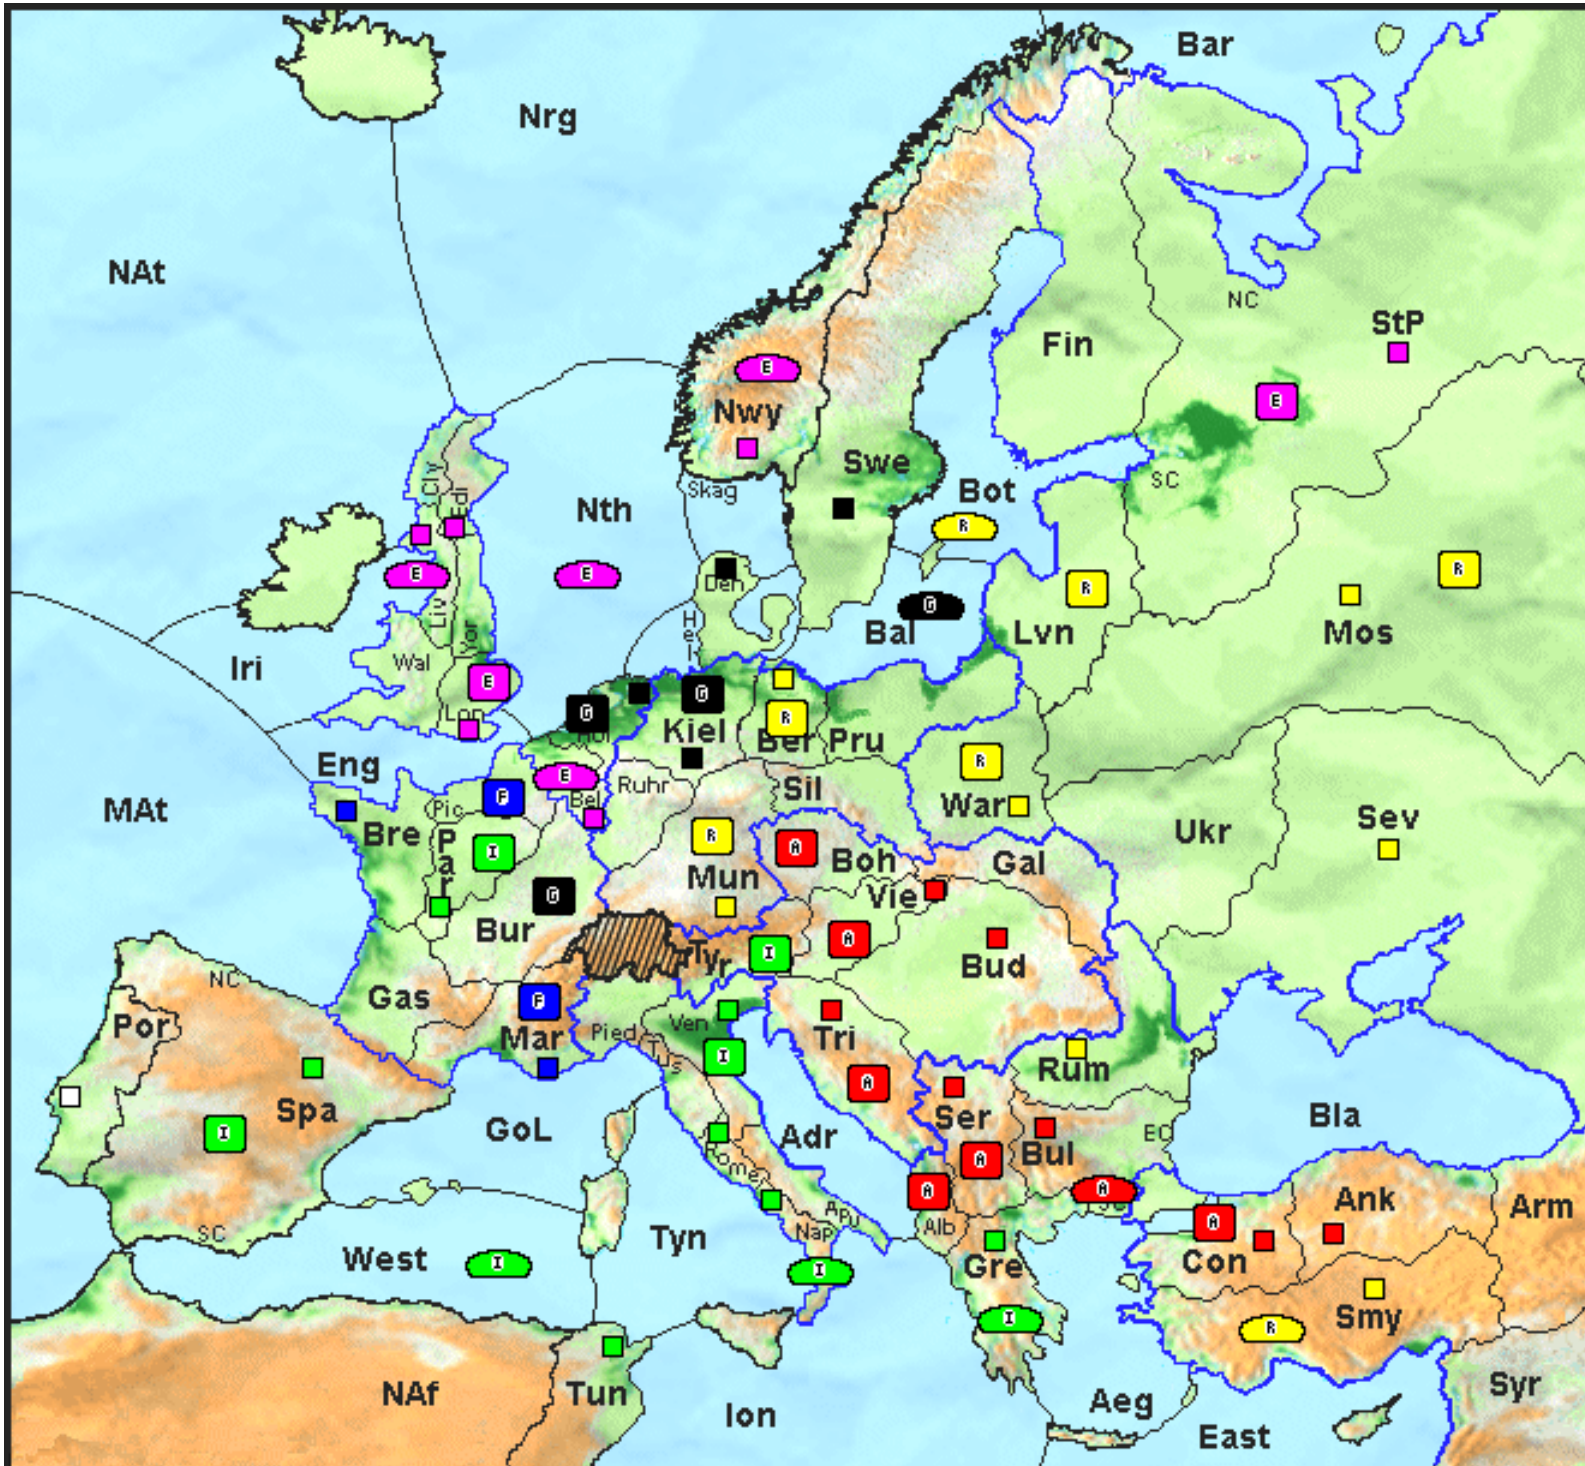 Bar
Nrg
NAt
NC
StP
Fin
E
Nwy
E
Swe
Cly
Edi
Skag
Bot
SC
Nth
R
E
E
Den
R
R
G
Liv
Yor
Hel
Bal
Lvn
Mos
Iri
Wal
E
G
G
Kiel
R
Lon
Hol
Ber
Pru
Eng
E
R
Ruhr
Sil
MAt
F
Pic
Bel
War
Bre
Par
I
R
A
Boh
Gal
Ukr
Sev
Mun
Vie
G
Bur
A
Tyr
I
Bud
NC
Gas
F
Por
Mar
Pied
Ven
Tri
Tus
I
Rum
A
Spa
I
GoL
Adr
Ser
Bul
EC
Bla
Rome
A
A
A
Ank
Arm
Apu
Alb
A
SC
Nap
West
I
Tyn
I
Gre
Con
I
R
Smy
NAf
Tun
Ion
Aeg
East
Syr